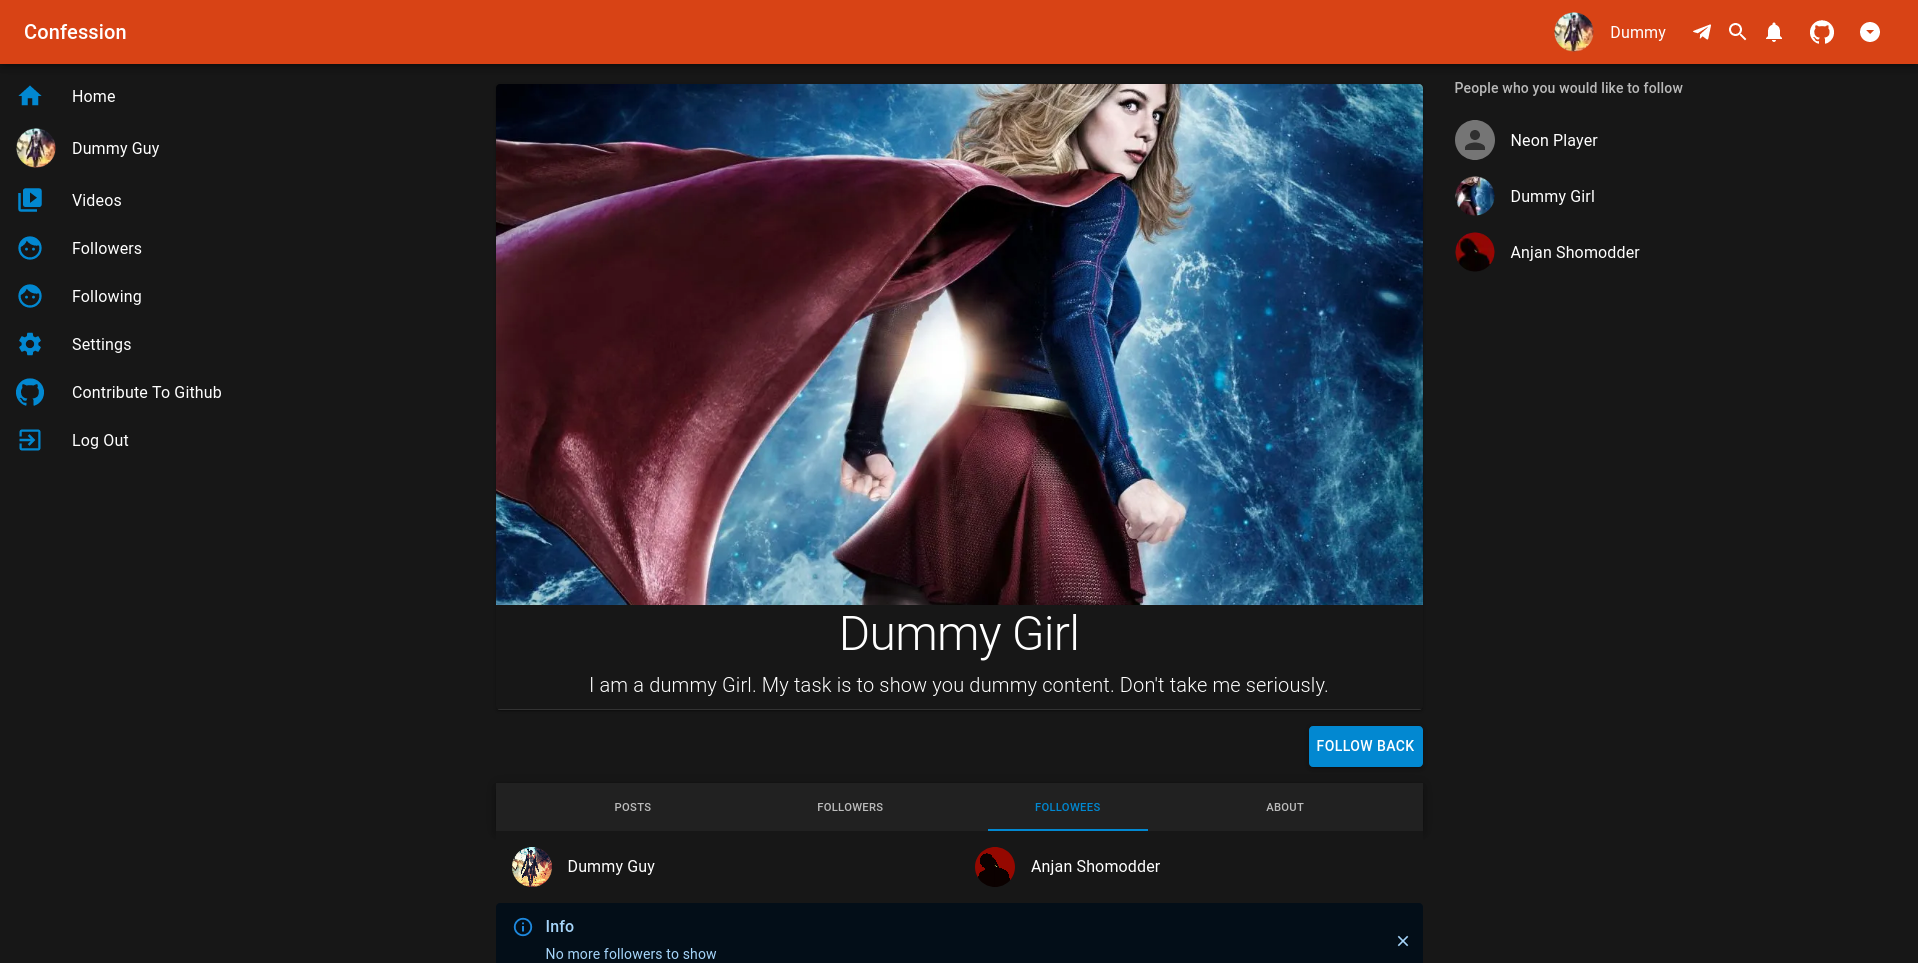 Confession
Dummy
Home
Dummy Guy
Videos
Followers
Following
Settings
Contribute To Github
Log Out
Dummy Girl
I am a dummy Girl. My task is to show you dummy content. Don't take me seriously.
FOLLOW BACK
POSTS
FOLLOWERS
FOLLOWEES
ABOUT
Dummy Guy
Anjan Shomodder
Info
No more followers to show
People who you would like to follow
Neon Player
Dummy Girl
Anjan Shomodder